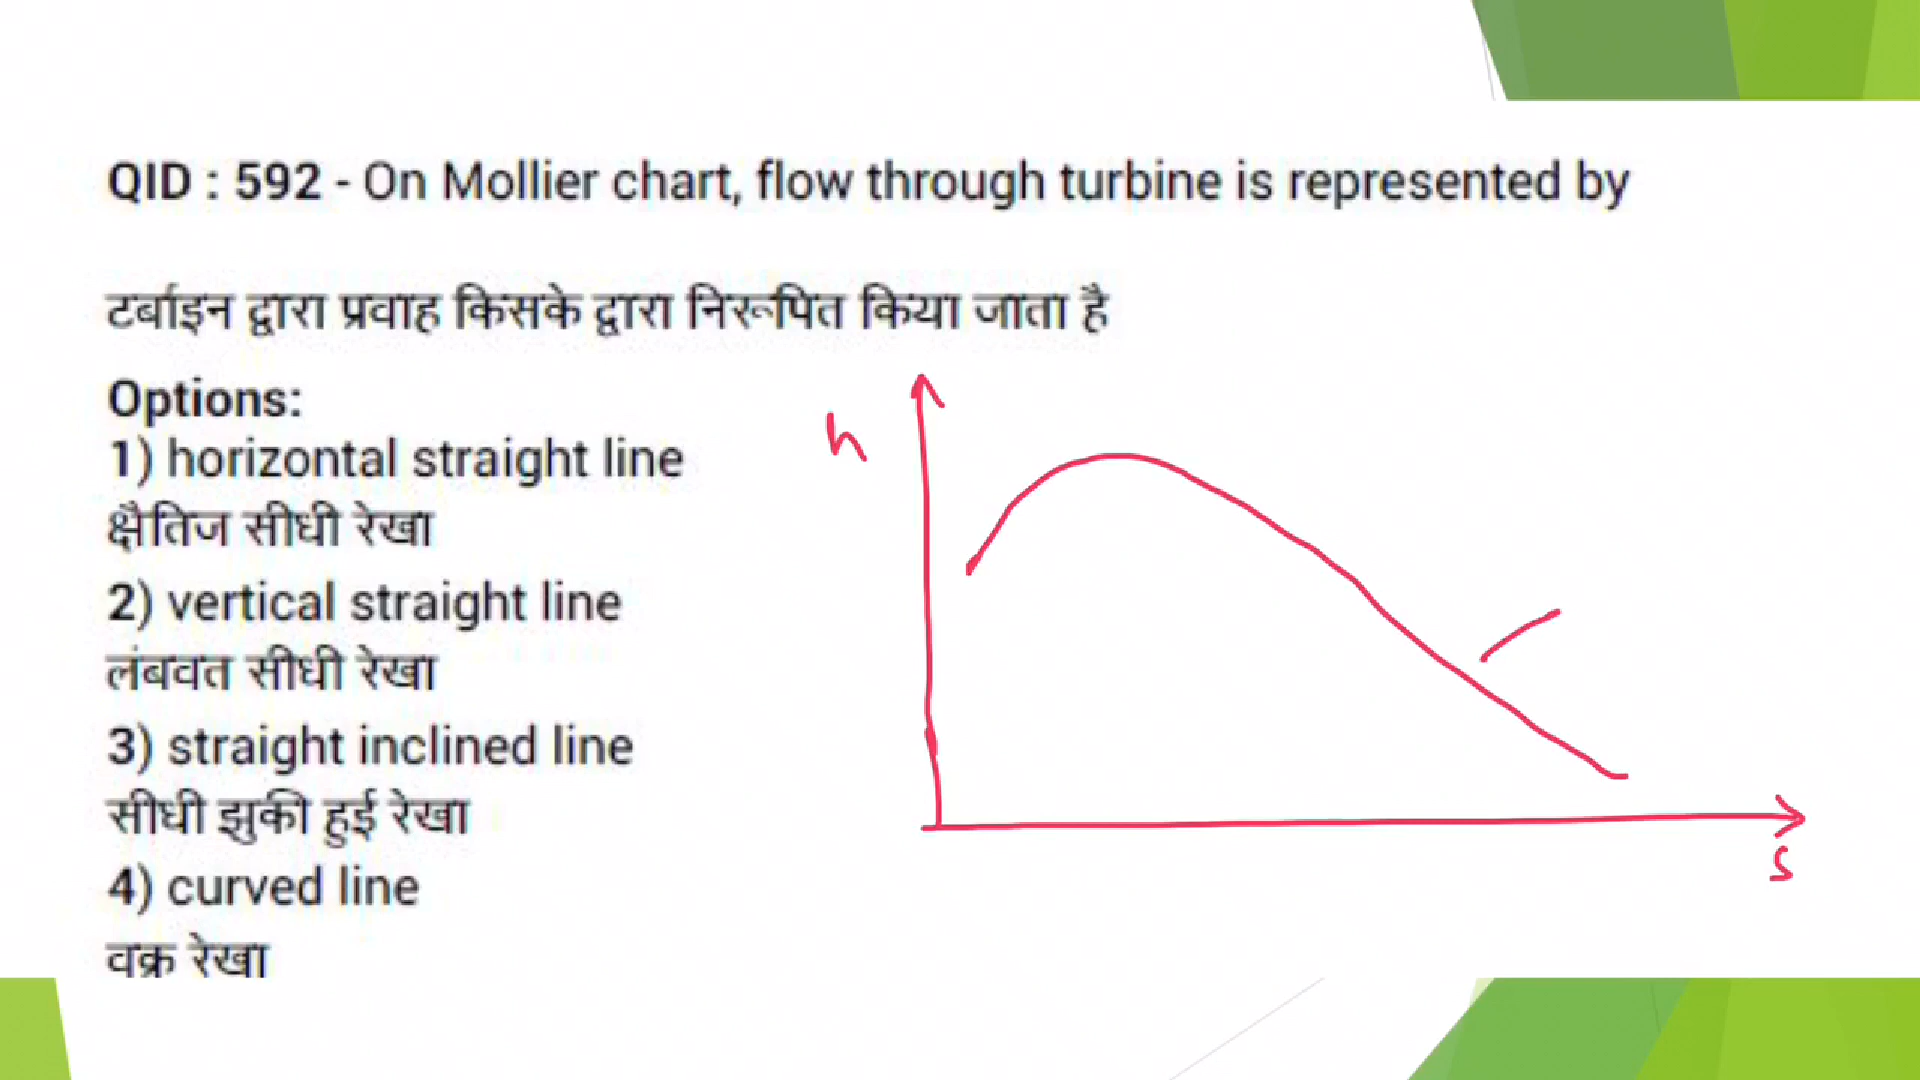 QID : 592 - On Mollier chart, flow through turbine is represented by
टर्बाइन द्वारा प्रवाह किसके द्वारा निरूपित किया जाता है
Options:
1) horizontal straight line
क्षैतिज सीधी रेखा
2) vertical straight line
लंबवत सीधी रेखा
3) straight inclined line
सीधी झुकी हुई रेखा
4) curved line
वक्र रेखा
h
s